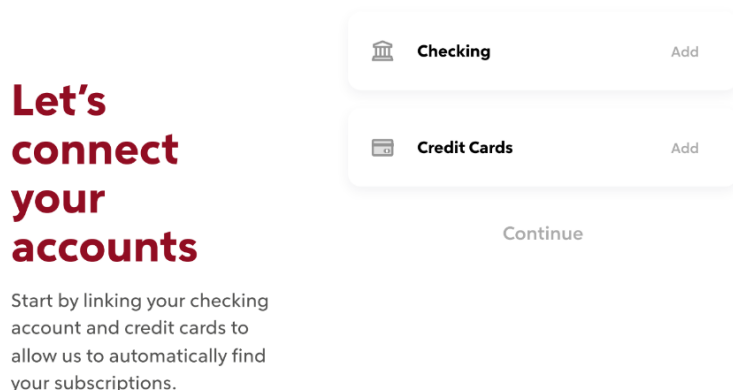 Let’s
connect
your
accounts
Start by linking your checking
account and credit cards to
allow us to automatically find
your subscriptions.
Checking
Add
Credit Cards
Add
Continue